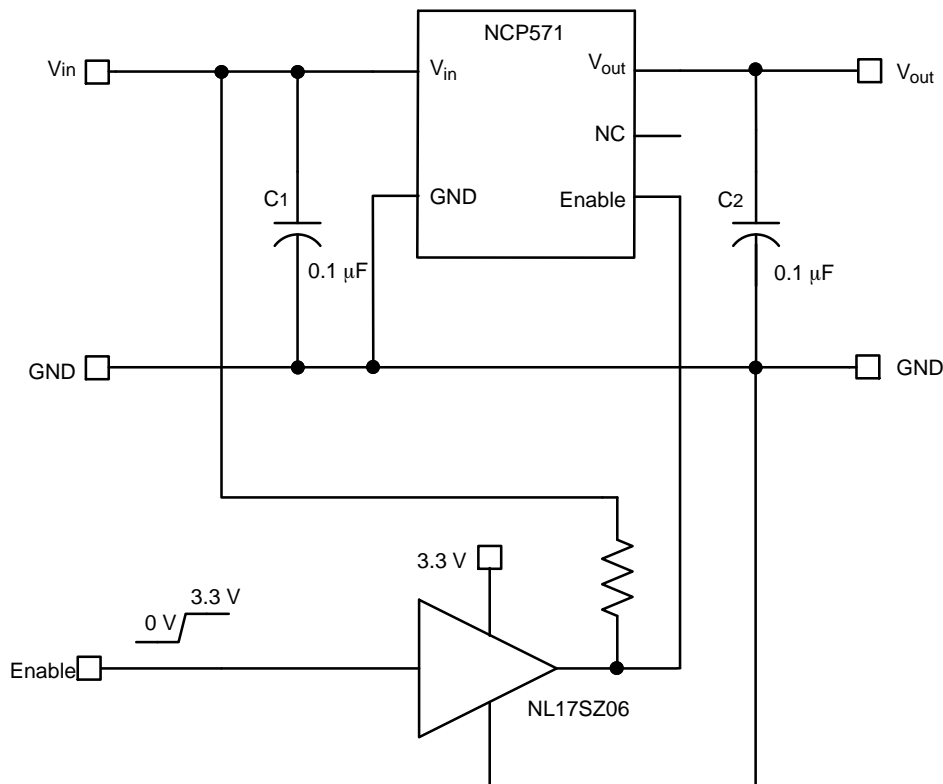 NCP571
Vin
Vin
Vout
Vout
NC
C1
GND
Enable
C2
0.1 μF
0.1 μF
GND
GND
3.3 V
3.3 V
0 V
Enable
NL17SZ06